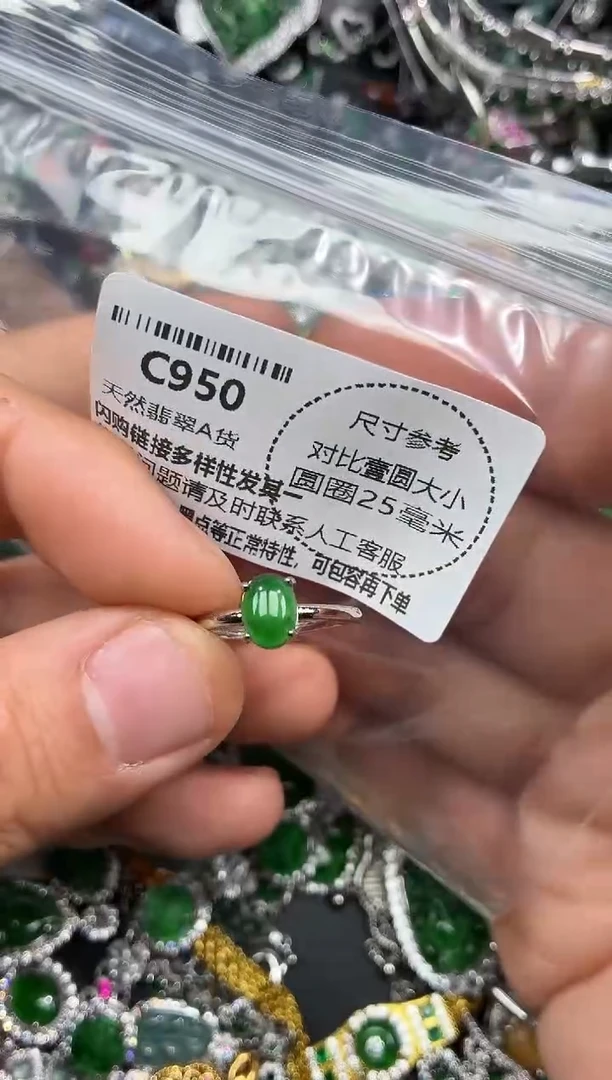 C950
天然翡翠A货
闪购链接多样性发其一
问题请及时联系人工客服
黑点等正常特性，可包容再下单
尺寸参考
对比壹圆大小
圆圈25毫米